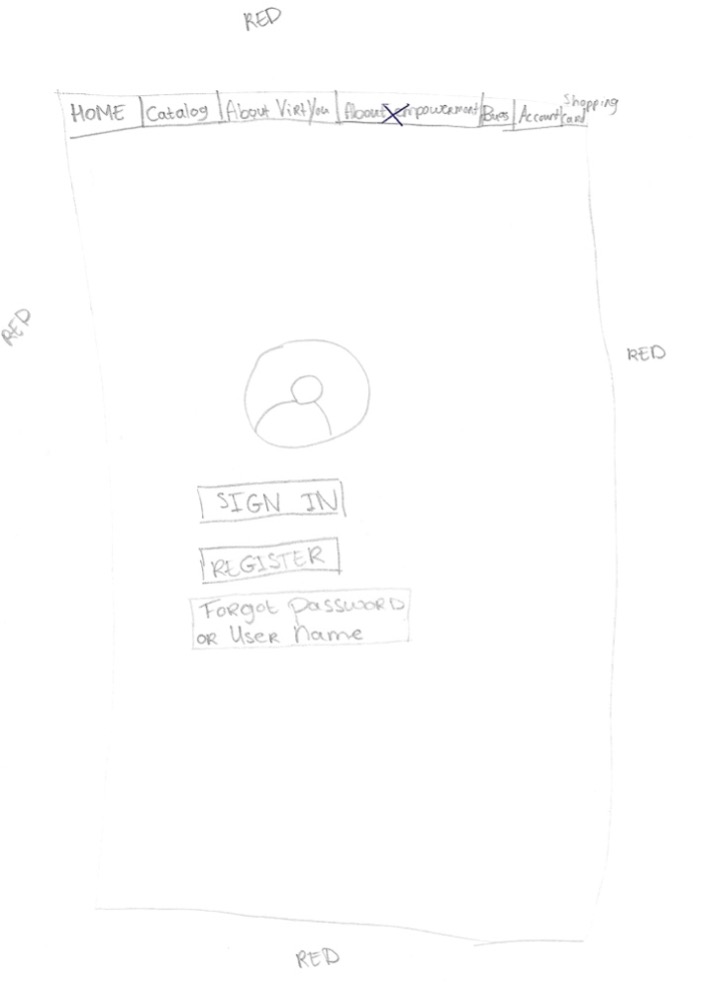 RED
HOME Catalog About VirtYou About Empowerment Account Shopping
Card
RED
RED
SIGN IN
REGISTER
Forgot Password
OR User Name
RED